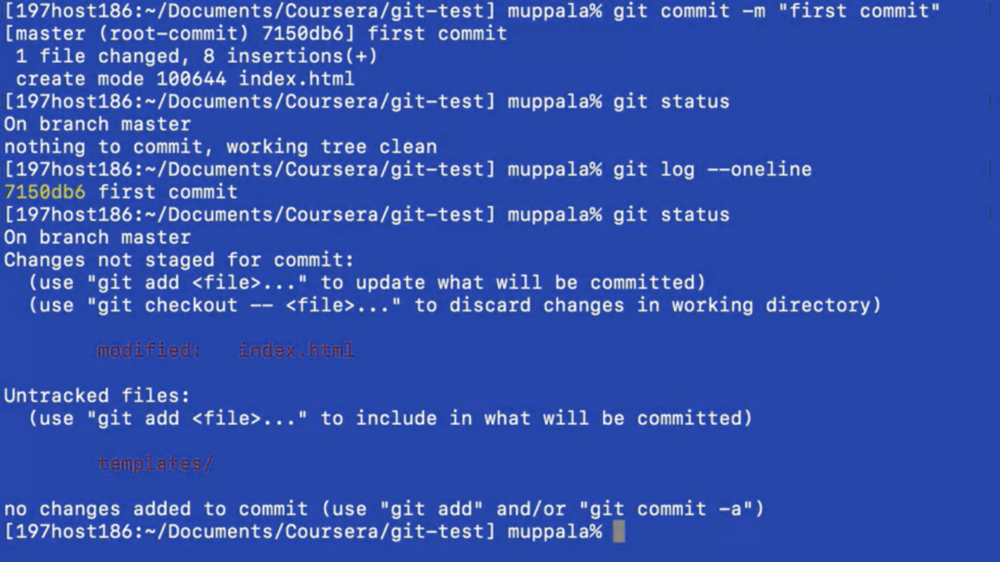 [197host186:~/Documents/Coursera/git-test] muppala% git commit -m "first commit"
[master (root-commit) 7150db6] first commit
 1 file changed, 8 insertions(+)
 create mode 100644 index.html
[197host186:~/Documents/Coursera/git-test] muppala% git status
On branch master
nothing to commit, working tree clean
[197host186:~/Documents/Coursera/git-test] muppala% git log --oneline
7150db6 first commit
[197host186:~/Documents/Coursera/git-test] muppala% git status
On branch master
Changes not staged for commit:
  (use "git add <file>..." to update what will be committed)
  (use "git checkout -- <file>..." to discard changes in working directory)
        modified:   index.html
Untracked files:
  (use "git add <file>..." to include in what will be committed)
        templates/
no changes added to commit (use "git add" and/or "git commit -a")
[197host186:~/Documents/Coursera/git-test] muppala%